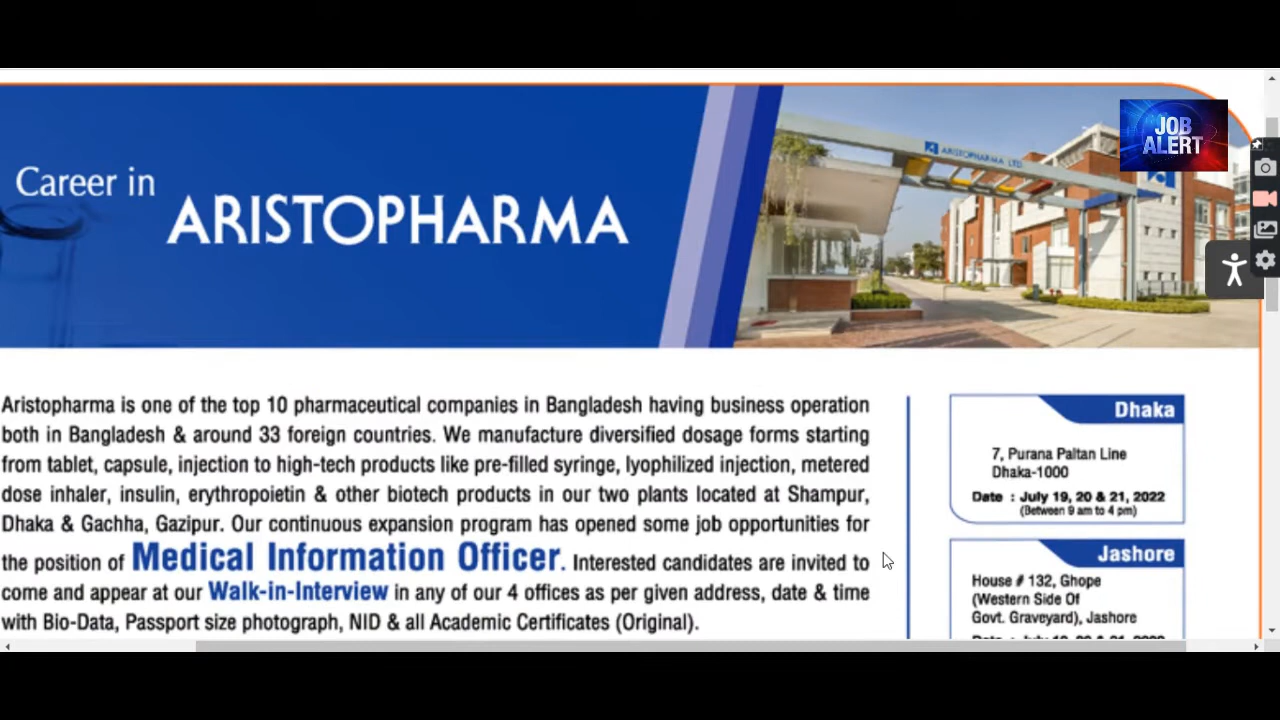 JOB
ALERT
ARISTOPHARMA LTD.
Career in
ARISTOPHARMA
Aristopharma is one of the top 10 pharmaceutical companies in Bangladesh having business operation
both in Bangladesh & around 33 foreign countries. We manufacture diversified dosage forms starting
from tablet, capsule, injection to high-tech products like pre-filled syringe, lyophilized injection, metered
dose inhaler, insulin, erythropoietin & other biotech products in our two plants located at Shampur,
Dhaka & Gachha, Gazipur. Our continuous expansion program has opened some job opportunities for
the position of Medical Information Officer. Interested candidates are invited to
come and appear at our Walk-in-Interview in any of our 4 offices as per given address, date & time
with Bio-Data, Passport size photograph, NID & all Academic Certificates (Original).
Dhaka
7, Purana Paltan Line
Dhaka-1000
Date : July 19, 20 & 21, 2022
(Between 9 am to 4 pm)
Jashore
House # 132, Ghope
(Western Side Of
Govt. Graveyard), Jashore